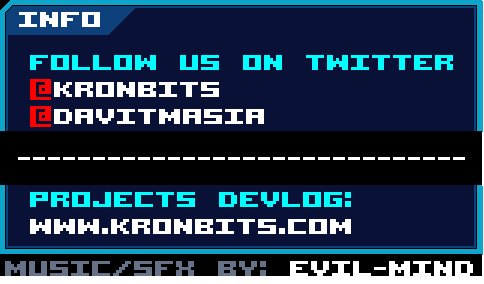 INFO
FOLLOW US ON TWITTER
@KRONBITS
@DAVITMASIA
------------------------------
PROJECTS DEVLOG:
WWW.KRONBITS.COM
MUSIC/SFX BY: EVIL-MIND